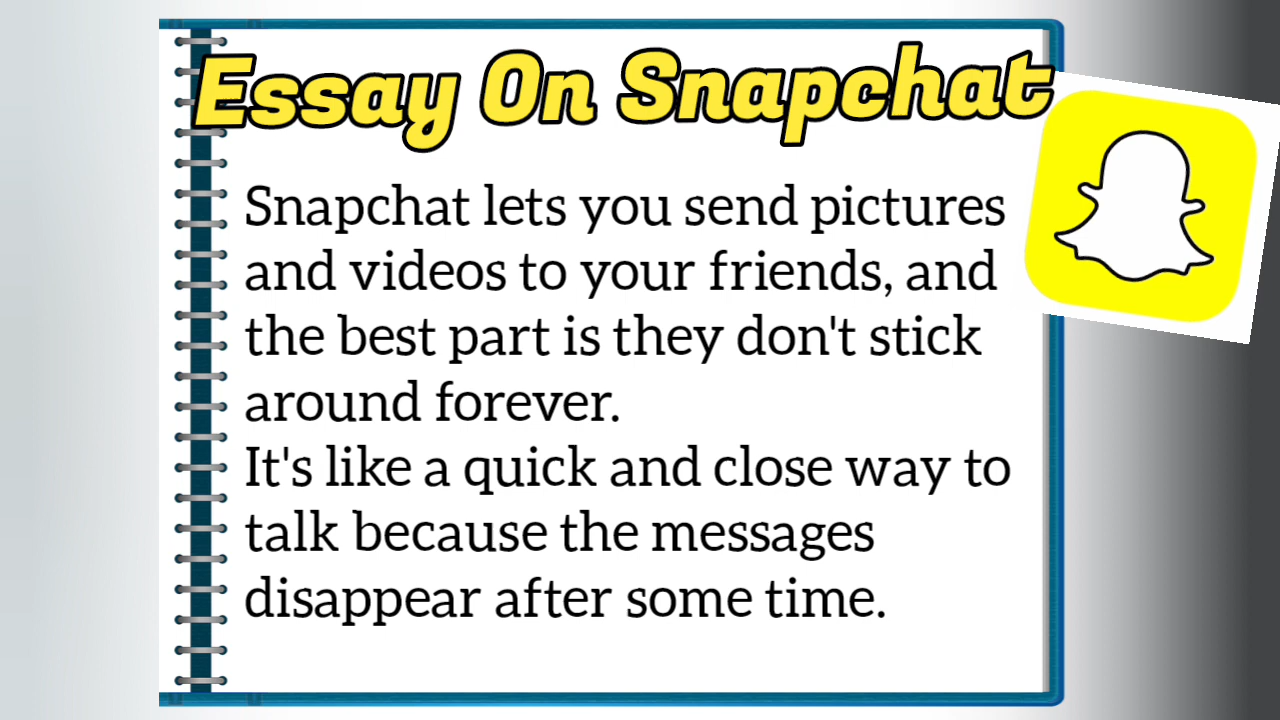 Essay On Snapchat
Snapchat lets you send pictures
and videos to your friends, and
the best part is they don't stick
around forever.
It's like a quick and close way to
talk because the messages
disappear after some time.